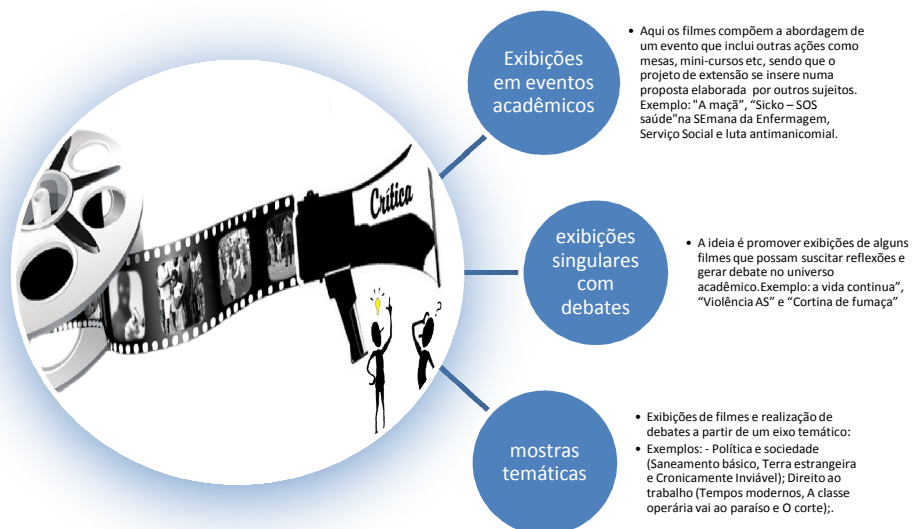 Exibições
em eventos
acadêmicos
• Aqui os filmes compõem a abordagem de
um evento que inclui outras ações como
mesas, mini-cursos etc, sendo que o
projeto de extensão se insere numa
proposta elaborada por outros sujeitos.
Exemplo: "A maçã”, “Sicko – SOS
saúde"na SEmana da Enfermagem,
Serviço Social e luta antimanicomial.
Crítica
exibições
singulares
com
debates
• A ideia é promover exibições de alguns
filmes que possam suscitar reflexões e
gerar debate no universo
acadêmico.Exemplo: a vida continua”,
“Violência AS” e “Cortina de fumaça”
?
mostras
temáticas
• Exibições de filmes e realização de
debates a partir de um eixo temático:
• Exemplos: - Política e sociedade
(Saneamento básico, Terra estrangeira
e Cronicamente Inviável); Direito ao
trabalho (Tempos modernos, A classe
operária vai ao paraíso e O corte);.